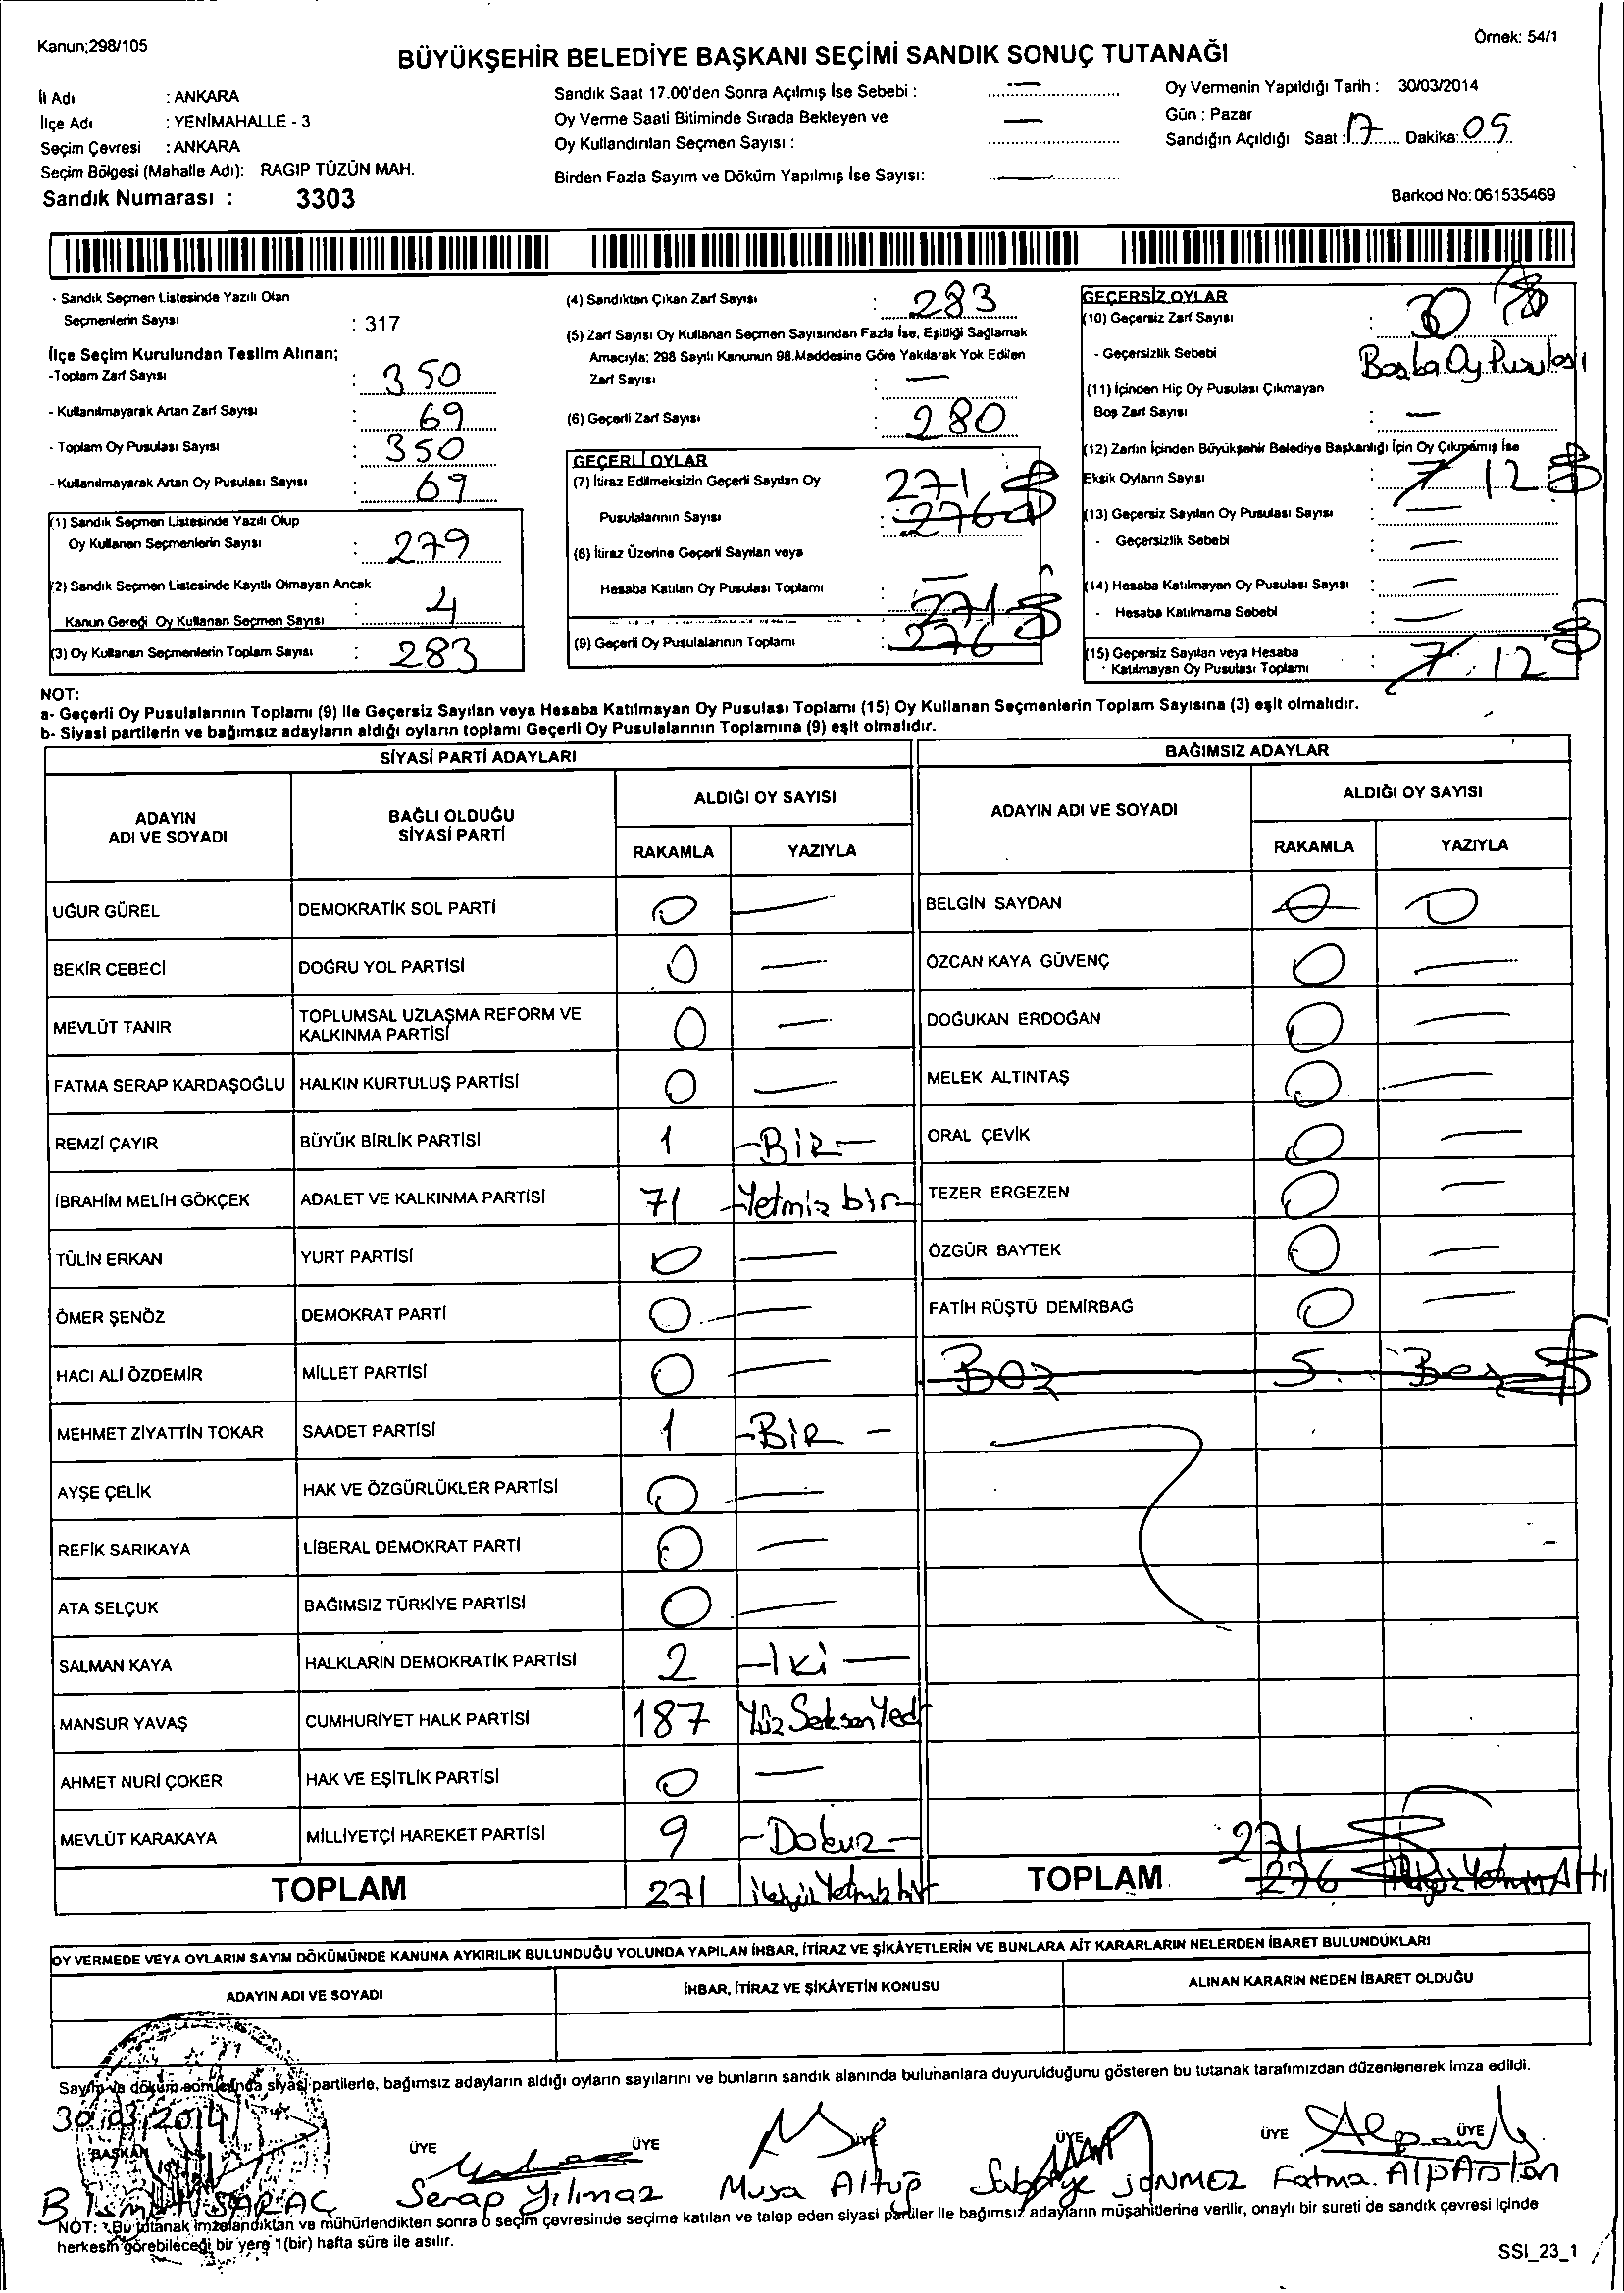 Kanun;298/105
Örnek: 54/1
BÜYÜKŞEHİR BELEDİYE BAŞKANI SEÇİMİ SANDIK SONUÇ TUTANAĞI
İl Adı : ANKARA
İlçe Adı : YENİMAHALLE - 3
Seçim Çevresi : ANKARA
Seçim Bölgesi (Mahalle Adı): RAGIP TÜZÜN MAH.
Sandık Numarası : 3303
Sandık Saat 17.00'den Sonra Açılmış İse Sebebi : —
Oy Verme Saati Bitiminde Sırada Bekleyen ve —
Oy Kullandırılan Seçmen Sayısı :
Birden Fazla Sayım ve Döküm Yapılmış İse Sayısı: —
Oy Vermenin Yapıldığı Tarih : 30/03/2014
Gün : Pazar
Sandığın Açıldığı Saat : 17 Dakika: 05
Barkod No: 061535469
- Sandık Seçmen Listesinde Yazılı Olan
Seçmenlerin Sayısı : 317
İlçe Seçim Kurulundan Teslim Alınan;
-Toplam Zarf Sayısı : 350
- Kullanılmayarak Artan Zarf Sayısı : 69
- Toplam Oy Pusulası Sayısı : 350
- Kullanılmayarak Artan Oy Pusulası Sayısı : 69
(1) Sandık Seçmen Listesinde Yazılı Olup
Oy Kullanan Seçmenlerin Sayısı : 279
(2) Sandık Seçmen Listesinde Kayıtlı Olmayan Ancak
Kanun Gereği Oy Kullanan Seçmen Sayısı : 4
(3) Oy Kullanan Seçmenlerin Toplam Sayısı : 283
(4) Sandıktan Çıkan Zarf Sayısı : 283
(5) Zarf Sayısı Oy Kullanan Seçmen Sayısından Fazla İse, Eşitliği Sağlamak
Amacıyla; 298 Sayılı Kanunun 98.Maddesine Göre Yakılarak Yok Edilen
Zarf Sayısı : —
(6) Geçerli Zarf Sayısı : 280
GEÇERLİ OYLAR
(7) İtiraz Edilmeksizin Geçerli Sayılan Oy 271
Pusulalarının Sayısı : 276
(8) İtiraz Üzerine Geçerli Sayılan veya
Hesaba Katılan Oy Pusulası Toplamı : —
271
(9) Geçerli Oy Pusulalarının Toplamı : 276
GEÇERSİZ OYLAR
(10) Geçersiz Zarf Sayısı : 30
- Geçersizlik Sebebi : Başka Oy Pusulası
(11) İçinden Hiç Oy Pusulası Çıkmayan
Boş Zarf Sayısı : —
(12) Zarfın İçinden Büyükşehir Belediye Başkanlığı İçin Oy Çıkmamış İse
Eksik Oyların Sayısı : 7 12
(13) Geçersiz Sayılan Oy Pusulası Sayısı : —
- Geçersizlik Sebebi : —
(14) Hesaba Katılmayan Oy Pusulası Sayısı : —
- Hesaba Katılmama Sebebi : —
(15) Geçersiz Sayılan veya Hesaba
Katılmayan Oy Pusulası Toplamı : 7 12
NOT:
a- Geçerli Oy Pusulalarının Toplamı (9) ile Geçersiz Sayılan veya Hesaba Katılmayan Oy Pusulası Toplamı (15) Oy Kullanan Seçmenlerin Toplam Sayısına (3) eşit olmalıdır.
b- Siyasi partilerin ve bağımsız adayların aldığı oyların toplamı Geçerli Oy Pusulalarının Toplamına (9) eşit olmalıdır.
SİYASİ PARTİ ADAYLARI
ADAYIN ADI VE SOYADI
BAĞLI OLDUĞU SİYASİ PARTİ
ALDIĞI OY SAYISI
RAKAMLA YAZIYLA
UĞUR GÜREL DEMOKRATİK SOL PARTİ 0 —
BEKİR CEBECİ DOĞRU YOL PARTİSİ 0 —
MEVLÜT TANIR TOPLUMSAL UZLAŞMA REFORM VE KALKINMA PARTİSİ 0 —
FATMA SERAP KARDAŞOĞLU HALKIN KURTULUŞ PARTİSİ 0 —
REMZİ ÇAYIR BÜYÜK BİRLİK PARTİSİ 1 -BİR-
İBRAHİM MELİH GÖKÇEK ADALET VE KALKINMA PARTİSİ 71 -Yetmiş bir-
TÜLİN ERKAN YURT PARTİSİ 0 —
ÖMER ŞENÖZ DEMOKRAT PARTİ 0 —
HACI ALİ ÖZDEMİR MİLLET PARTİSİ 0 —
MEHMET ZİYATTİN TOKAR SAADET PARTİSİ 1 -BİR-
AYŞE ÇELİK HAK VE ÖZGÜRLÜKLER PARTİSİ 0 —
REFİK SARIKAYA LİBERAL DEMOKRAT PARTİ 0 —
ATA SELÇUK BAĞIMSIZ TÜRKİYE PARTİSİ 0 —
SALMAN KAYA HALKLARIN DEMOKRATİK PARTİSİ 2 -İki-
MANSUR YAVAŞ CUMHURİYET HALK PARTİSİ 187 Yüz Seksen Yedi
AHMET NURİ ÇOKER HAK VE EŞİTLİK PARTİSİ 0 —
MEVLÜT KARAKAYA MİLLİYETÇİ HAREKET PARTİSİ 9 -Dokuz-
TOPLAM 271 ikiyüz Yetmiş bir
BAĞIMSIZ ADAYLAR
ADAYIN ADI VE SOYADI
ALDIĞI OY SAYISI
RAKAMLA YAZIYLA
BELGİN SAYDAN 0 0
ÖZCAN KAYA GÜVENÇ 0 —
DOĞUKAN ERDOĞAN 0 —
MELEK ALTINTAŞ 0 —
ORAL ÇEVİK 0 —
TEZER ERGEZEN 0 —
ÖZGÜR BAYTEK 0 —
FATİH RÜŞTÜ DEMİRBAĞ 0 —
Boş 5 Beş
271
TOPLAM 276 ikiyüz Yetmiş Altı
OY VERMEDE VEYA OYLARIN SAYIM DÖKÜMÜNDE KANUNA AYKIRILIK BULUNDUĞU YOLUNDA YAPILAN İHBAR, İTİRAZ VE ŞİKÂYETLERİN VE BUNLARA AİT KARARLARIN NELERDEN İBARET BULUNDUKLARI
ADAYIN ADI VE SOYADI
İHBAR, İTİRAZ VE ŞİKÂYETİN KONUSU
ALINAN KARARIN NEDEN İBARET OLDUĞU
Sayım ve döküm sonucunda siyasi partilerle, bağımsız adayların aldığı oyların sayılarını ve bunların sandık alanında bulunanlara duyurulduğunu gösteren bu tutanak tarafımızdan düzenlenerek imza edildi.
30.03.2014
BAŞKAN ÜYE ÜYE ÜYE ÜYE ÜYE ÜYE
SARAÇ Serap Yılmaz Musa Altuğ SÖNMEZ Fatma. AlpArslan
NOT: Bu tutanak imzalandıktan ve mühürlendikten sonra o seçim çevresinde seçime katılan ve talep eden siyasi partiler ile bağımsız adayların müşahitlerine verilir, onaylı bir sureti de sandık çevresi içinde
herkesin görebileceği bir yere 1(bir) hafta süre ile asılır.
SSI_23_1